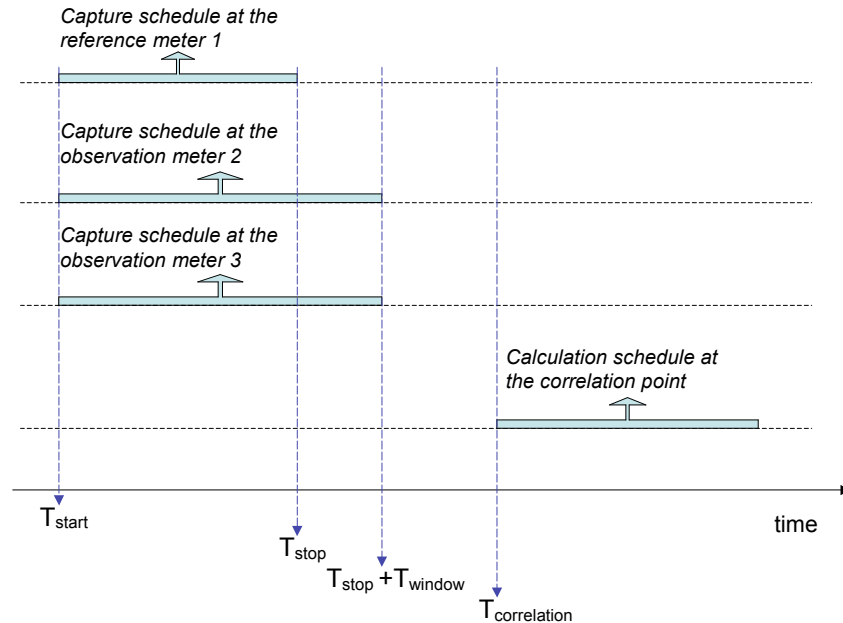 Capture schedule at the
reference meter 1
Capture schedule at the
observation meter 2
Capture schedule at the
observation meter 3
Calculation schedule at
the correlation point
Tstart
time
Tstop
Tstop +Twindow
Tcorrelation